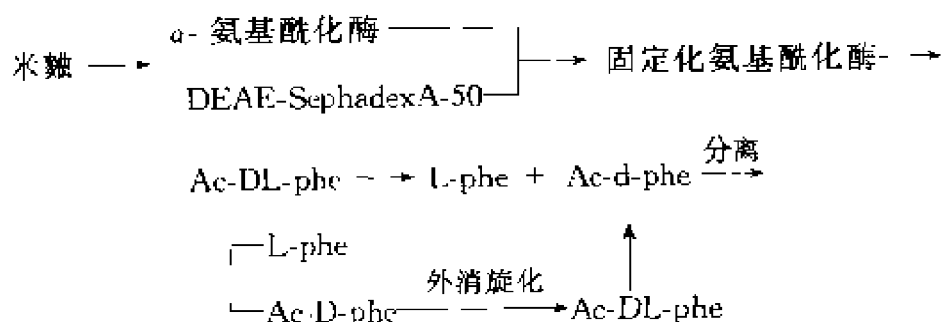 α-氨基酰化酶
米麹
固定化氨基酰化酶-
DEAE-SephadexA-50
分离
Ac-DL-phe L-phe + Ac-d-phe
L-phe
外消旋化
Ac-D-phe Ac-DL-phe